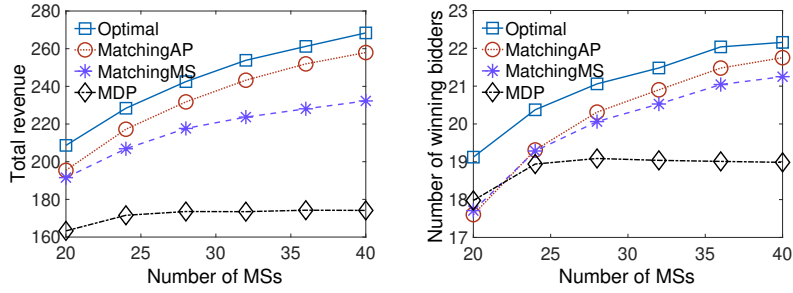 Total revenue
280
260
240
220
200
180
160
Optimal
MatchingAP
MatchingMS
MDP
20 25 30 35 40
Number of MSs
Number of winning bidders
23
22
21
20
19
18
17
Optimal
MatchingAP
MatchingMS
MDP
20 25 30 35 40
Number of MSs